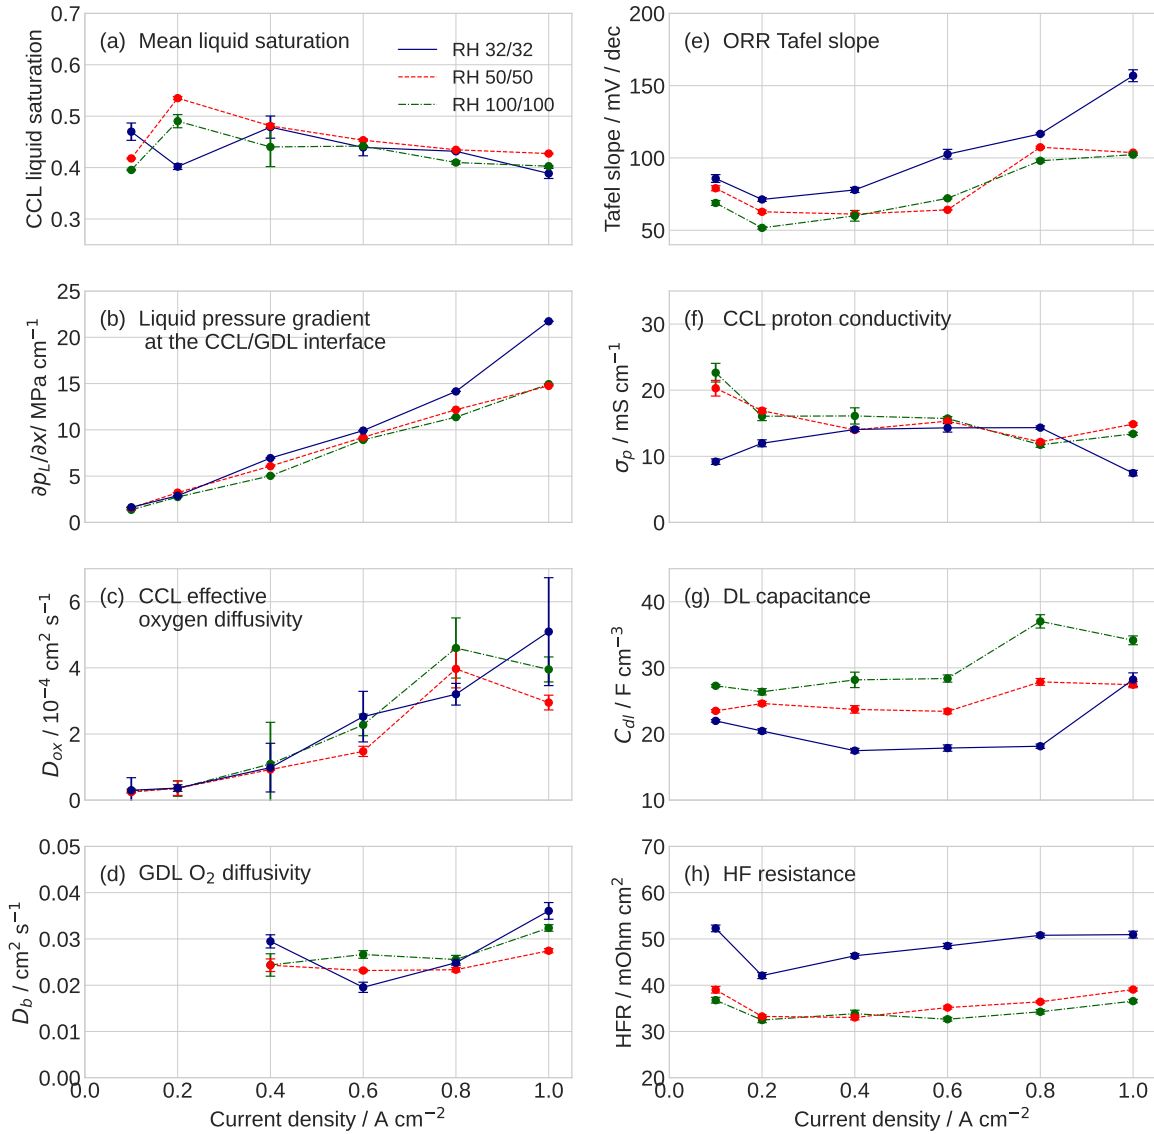 (a) Mean liquid saturation
RH 32/32
RH 50/50
RH 100/100
CCL liquid saturation
0.7
0.6
0.5
0.4
0.3
(b) Liquid pressure gradient
at the CCL/GDL interface
∂p_L/∂x/ MPa cm⁻¹
25
20
15
10
5
0
(c) CCL effective
oxygen diffusivity
D_ox / 10⁻⁴ cm² s⁻¹
6
4
2
0
(d) GDL O₂ diffusivity
D_b / cm² s⁻¹
0.05
0.04
0.03
0.02
0.01
0.00
0.0 0.2 0.4 0.6 0.8 1.0
Current density / A cm⁻²
(e) ORR Tafel slope
Tafel slope / mV / dec
200
150
100
50
(f) CCL proton conductivity
σ_p / mS cm⁻¹
30
20
10
0
(g) DL capacitance
C_dl / F cm⁻³
40
30
20
10
(h) HF resistance
HFR / mOhm cm²
70
60
50
40
30
20
0.0 0.2 0.4 0.6 0.8 1.0
Current density / A cm⁻²